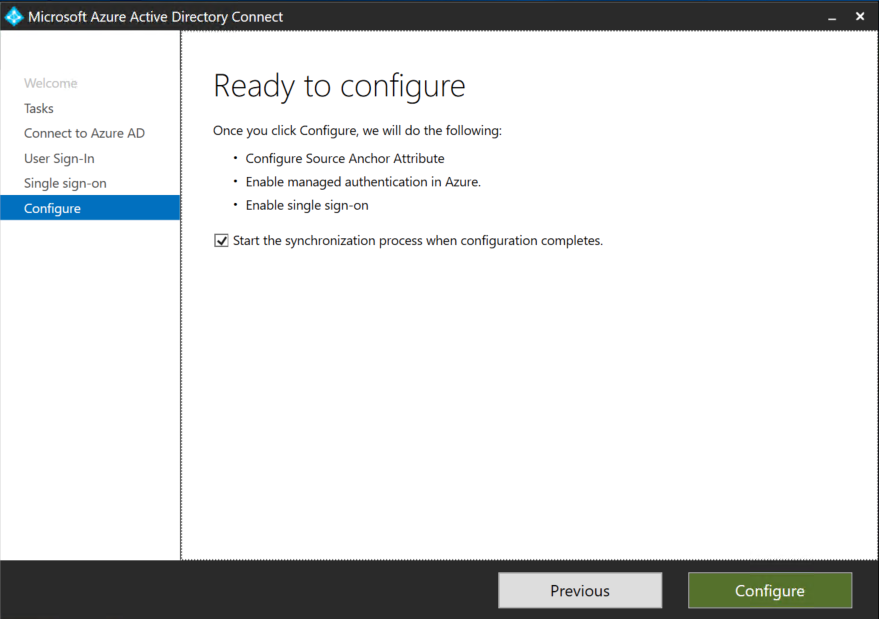 Microsoft Azure Active Directory Connect
Welcome
Tasks
Connect to Azure AD
User Sign-In
Single sign-on
Configure
Ready to configure
Once you click Configure, we will do the following:
• Configure Source Anchor Attribute
• Enable managed authentication in Azure.
• Enable single sign-on
Start the synchronization process when configuration completes.
Previous
Configure